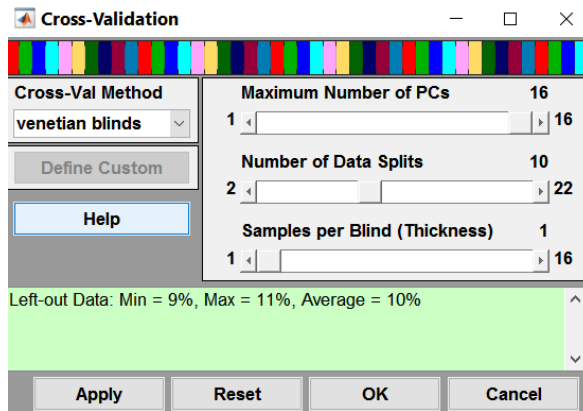 Cross-Validation
Cross-Val Method
venetian blinds
Define Custom
Help
Maximum Number of PCs 16
1 16
Number of Data Splits 10
2 22
Samples per Blind (Thickness) 1
1 16
Left-out Data: Min = 9%, Max = 11%, Average = 10%
Apply Reset OK Cancel